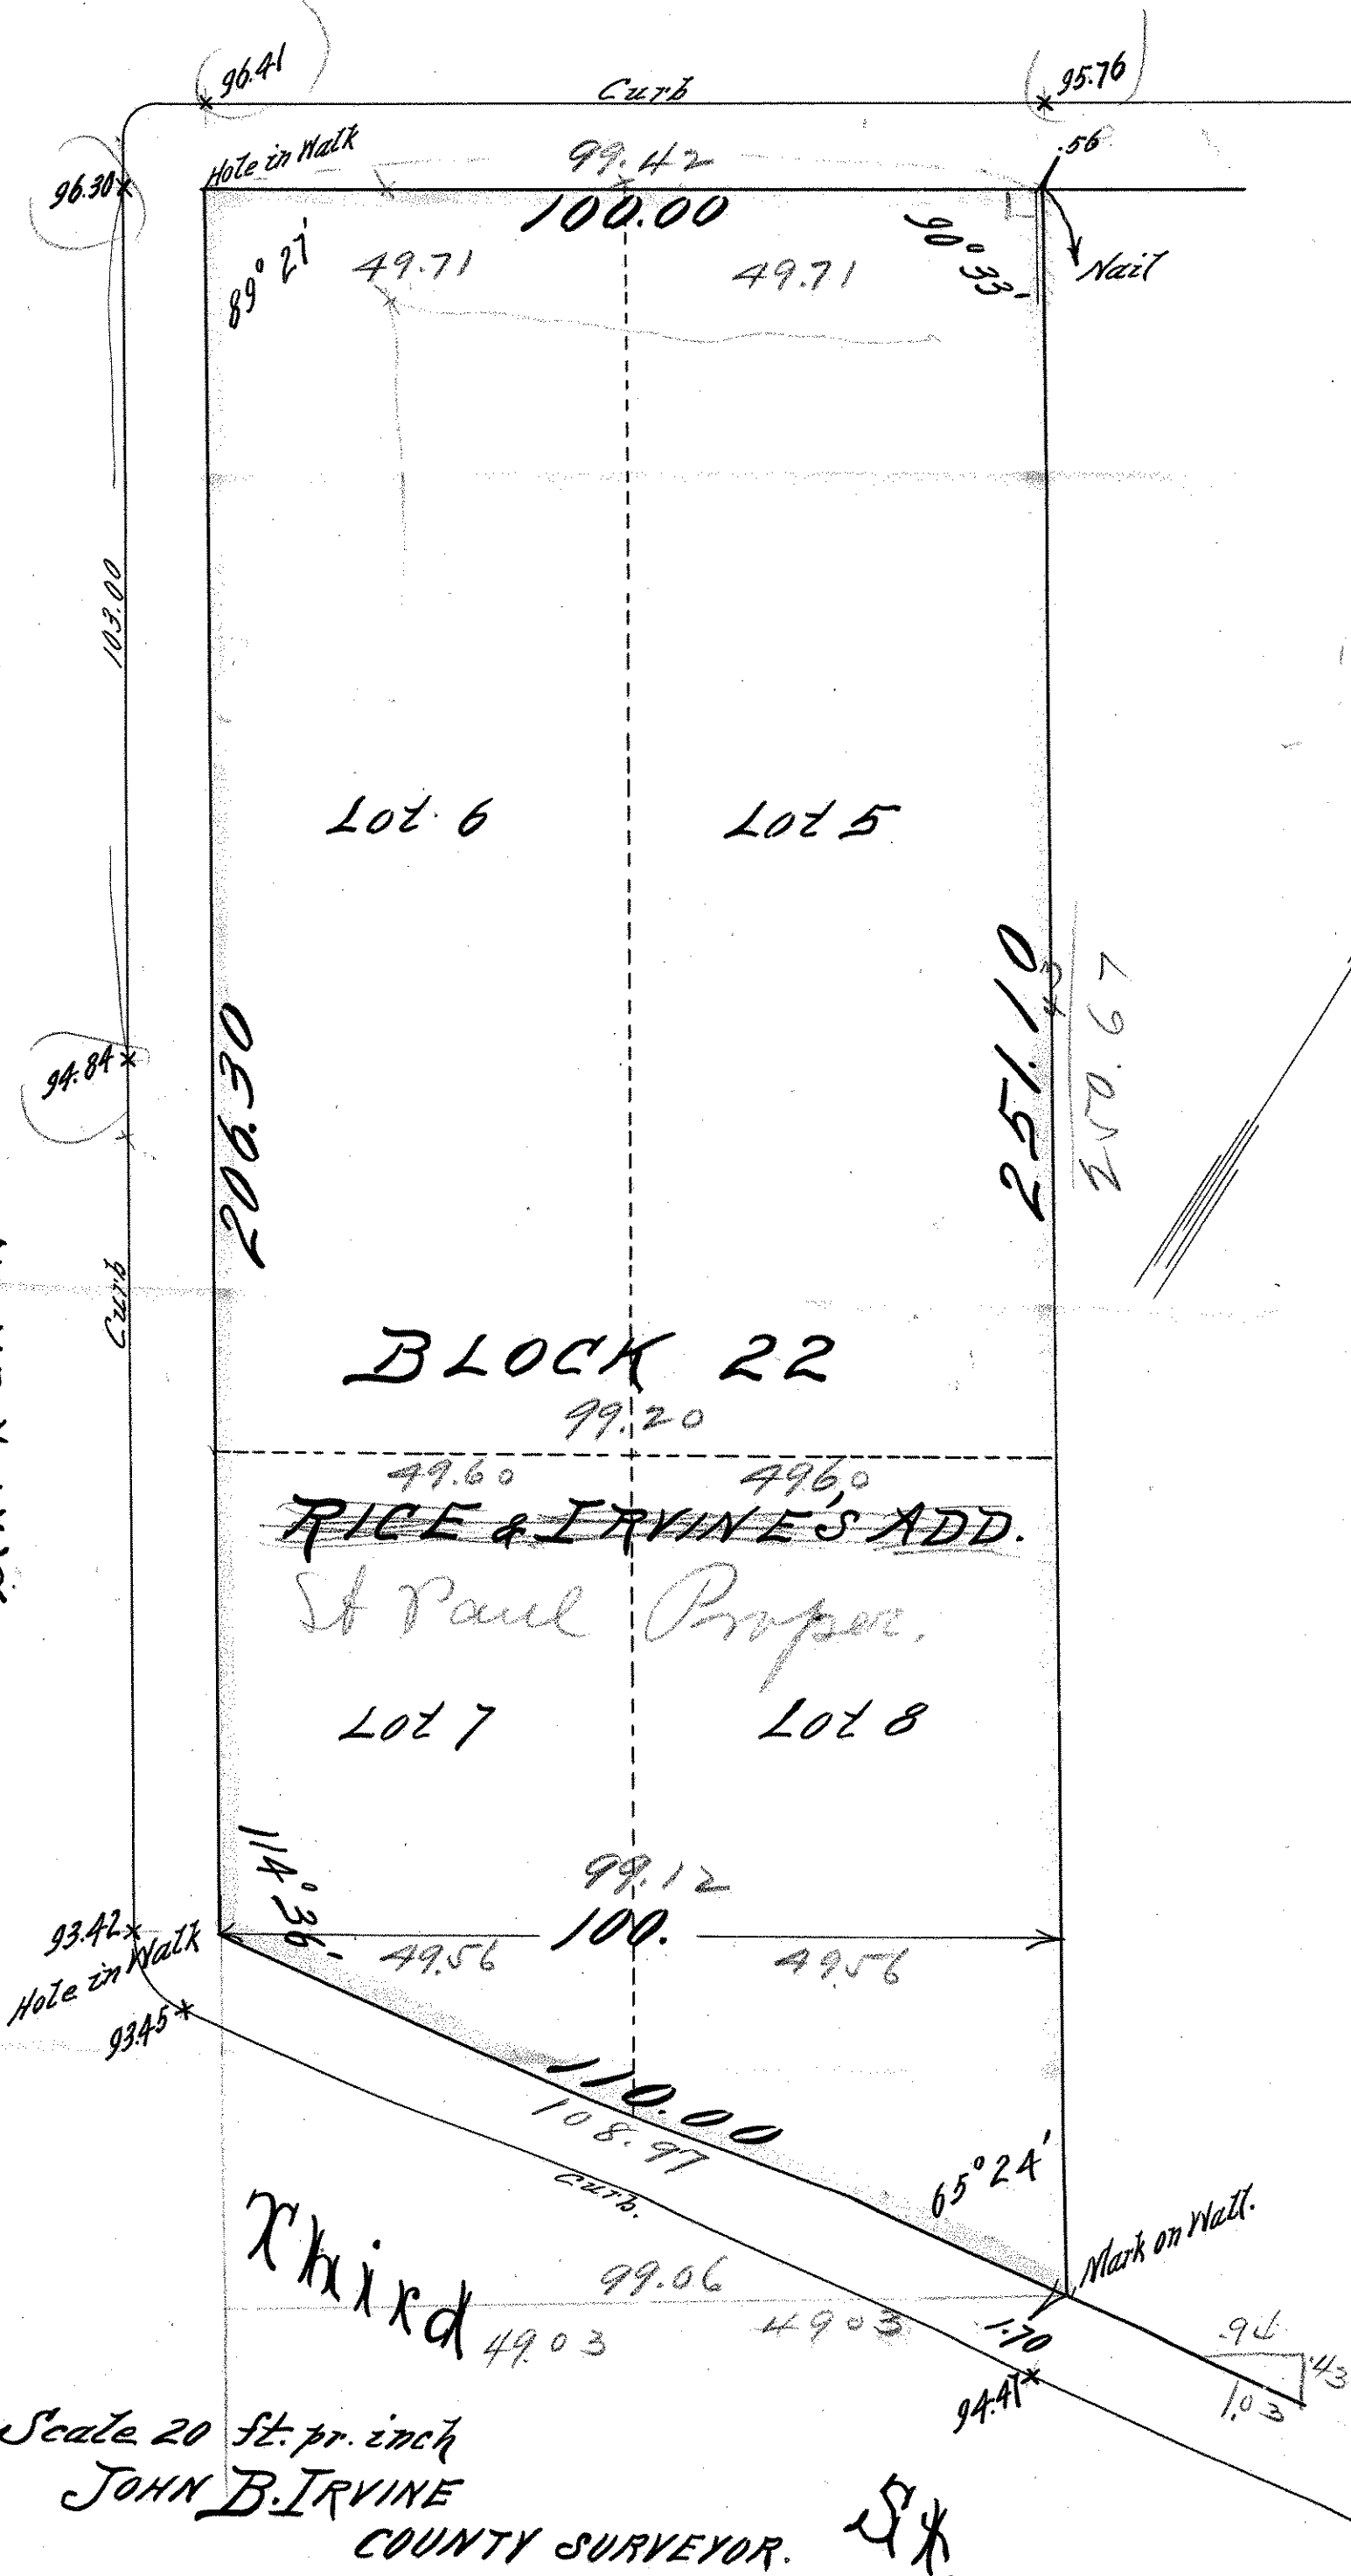 96.41
Curb
95.76
Hole in Walk
99.42
.56
96.30
100.00
89° 27'
49.71
49.71
90° 33'
Nail
103.00
Lot 6
Lot 5
251.10
43
250.67
94.84
206.30
Curb
BLOCK 22
99.20
49.60
49.60
RICE & IRVINE'S ADD.
St Paul Proper.
Lot 7
Lot 8
114° 36'
99.12
93.42
100.
Hole in Walk
49.56
49.56
93.45
110.00
108.97
Curb.
65° 24'
Mark on Wall.
Third
99.06
49.03
49.03
1.70
.94
.43
1.03
94.47
Scale 20 ft. pr. inch
JOHN B. IRVINE
COUNTY SURVEYOR.
St